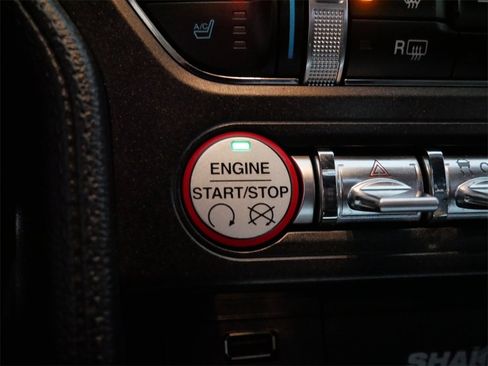 A/C
R
ENGINE
START/STOP